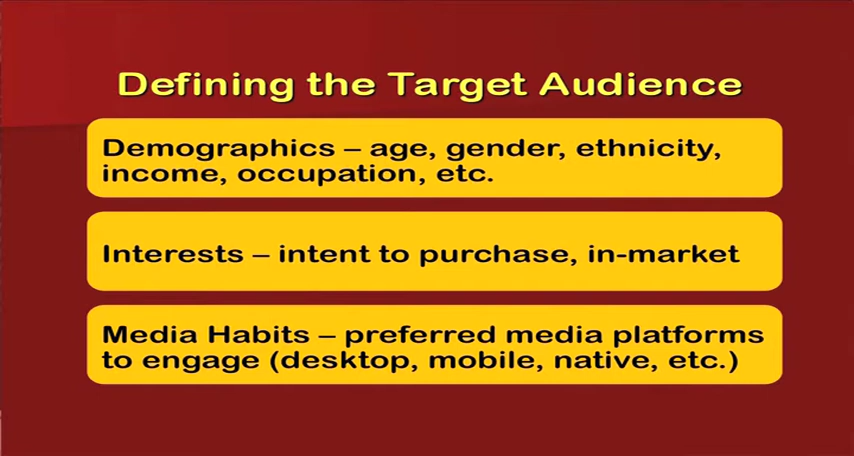 Defining the Target Audience
Demographics – age, gender, ethnicity,
income, occupation, etc.
Interests – intent to purchase, in-market
Media Habits – preferred media platforms
to engage (desktop, mobile, native, etc.)